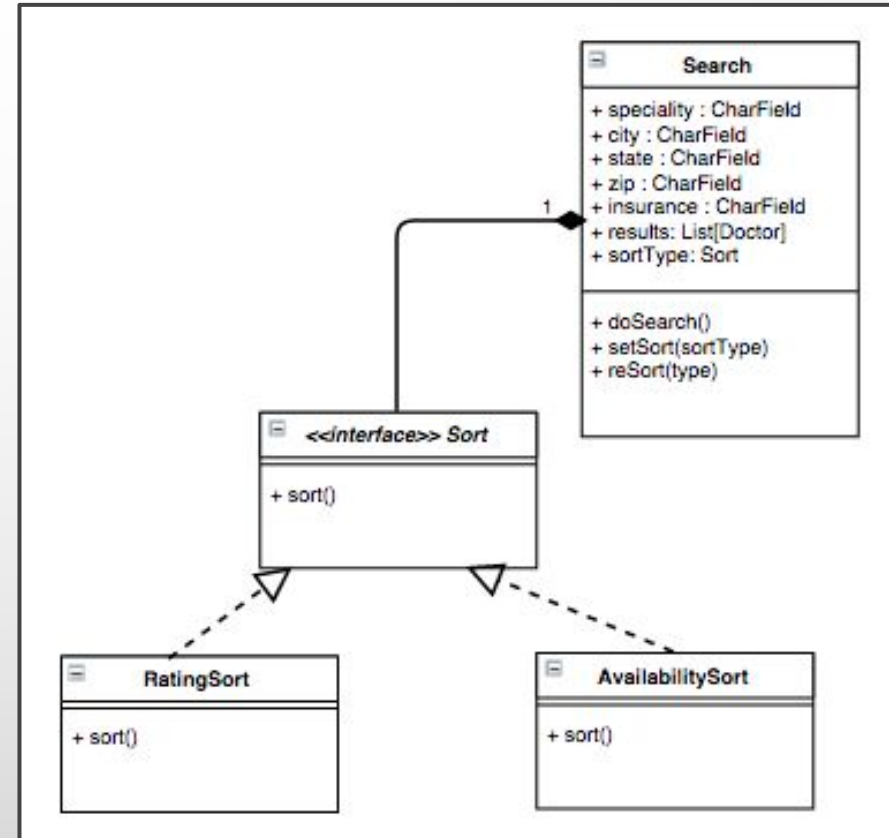 Search
+ speciality : CharField
+ city : CharField
+ state : CharField
+ zip : CharField
+ insurance : CharField
+ results: List[Doctor]
+ sortType: Sort
+ doSearch()
+ setSort(sortType)
+ reSort(type)
1
<<interface>> Sort
+ sort()
RatingSort
+ sort()
AvailabilitySort
+ sort()